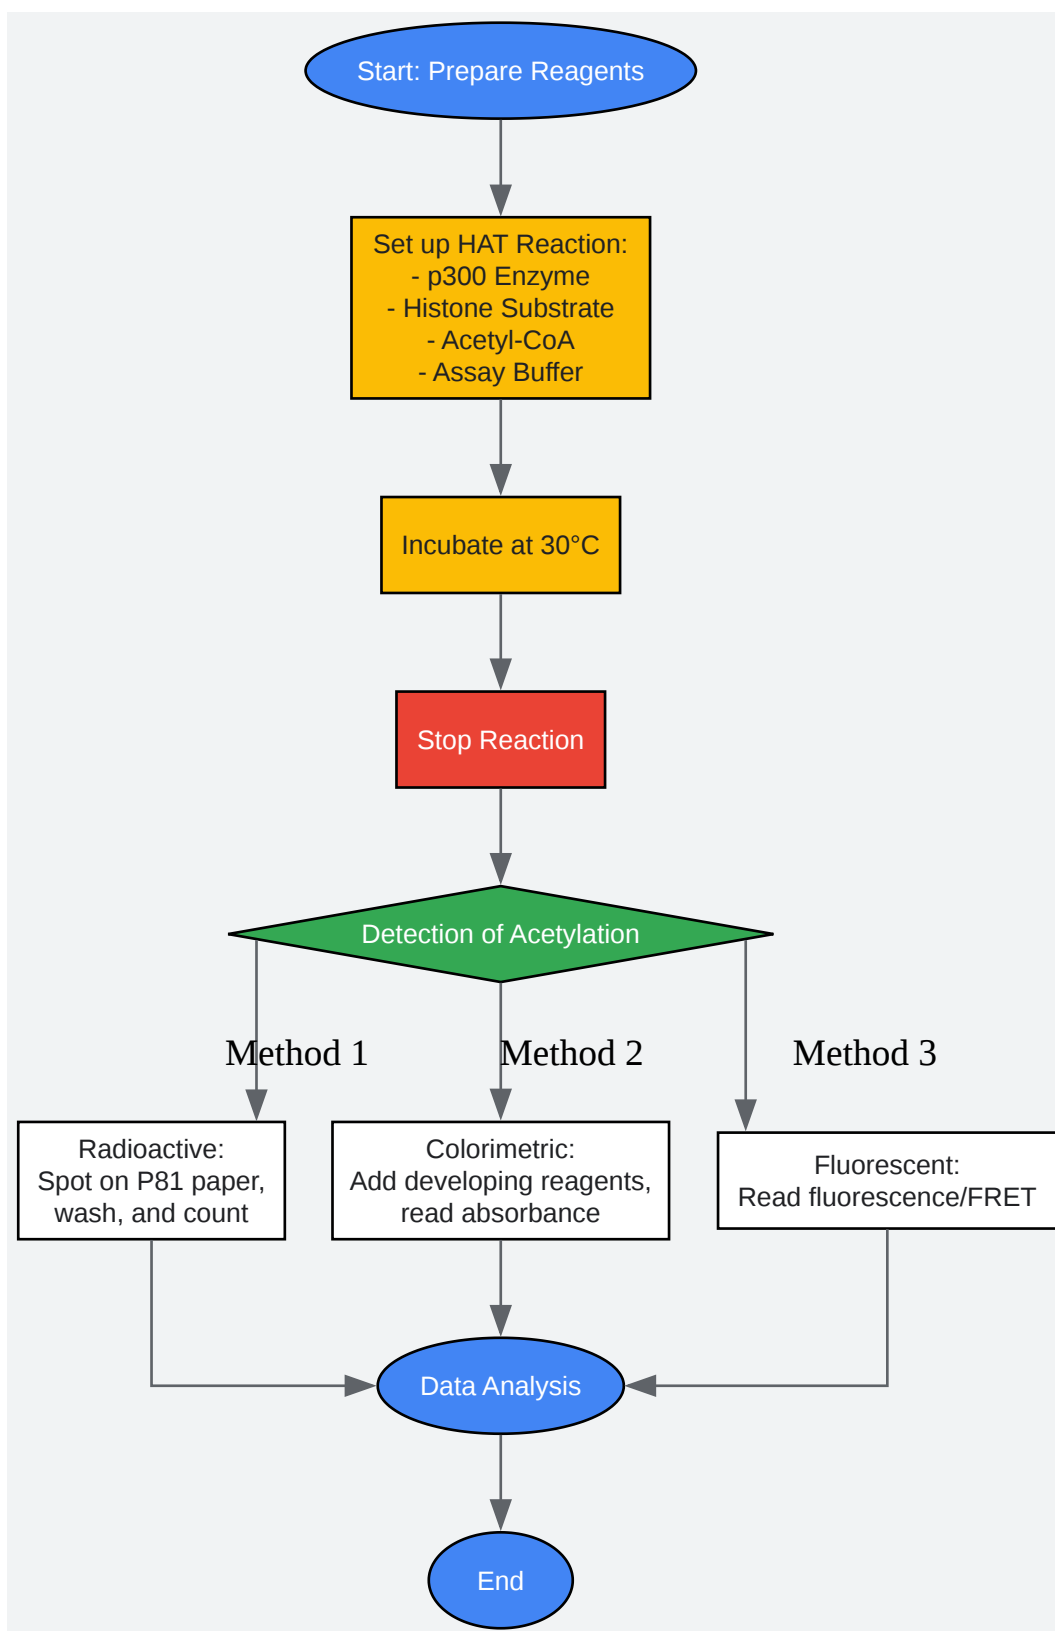 Start: Prepare Reagents
Set up HAT Reaction:
- p300 Enzyme
- Histone Substrate
- Acetyl-CoA
- Assay Buffer
Incubate at 30°C
Stop Reaction
Detection of Acetylation
Method 1
Method 2
Method 3
Radioactive:
Spot on P81 paper,
wash, and count
Colorimetric:
Add developing reagents,
read absorbance
Fluorescent:
Read fluorescence/FRET
Data Analysis
End